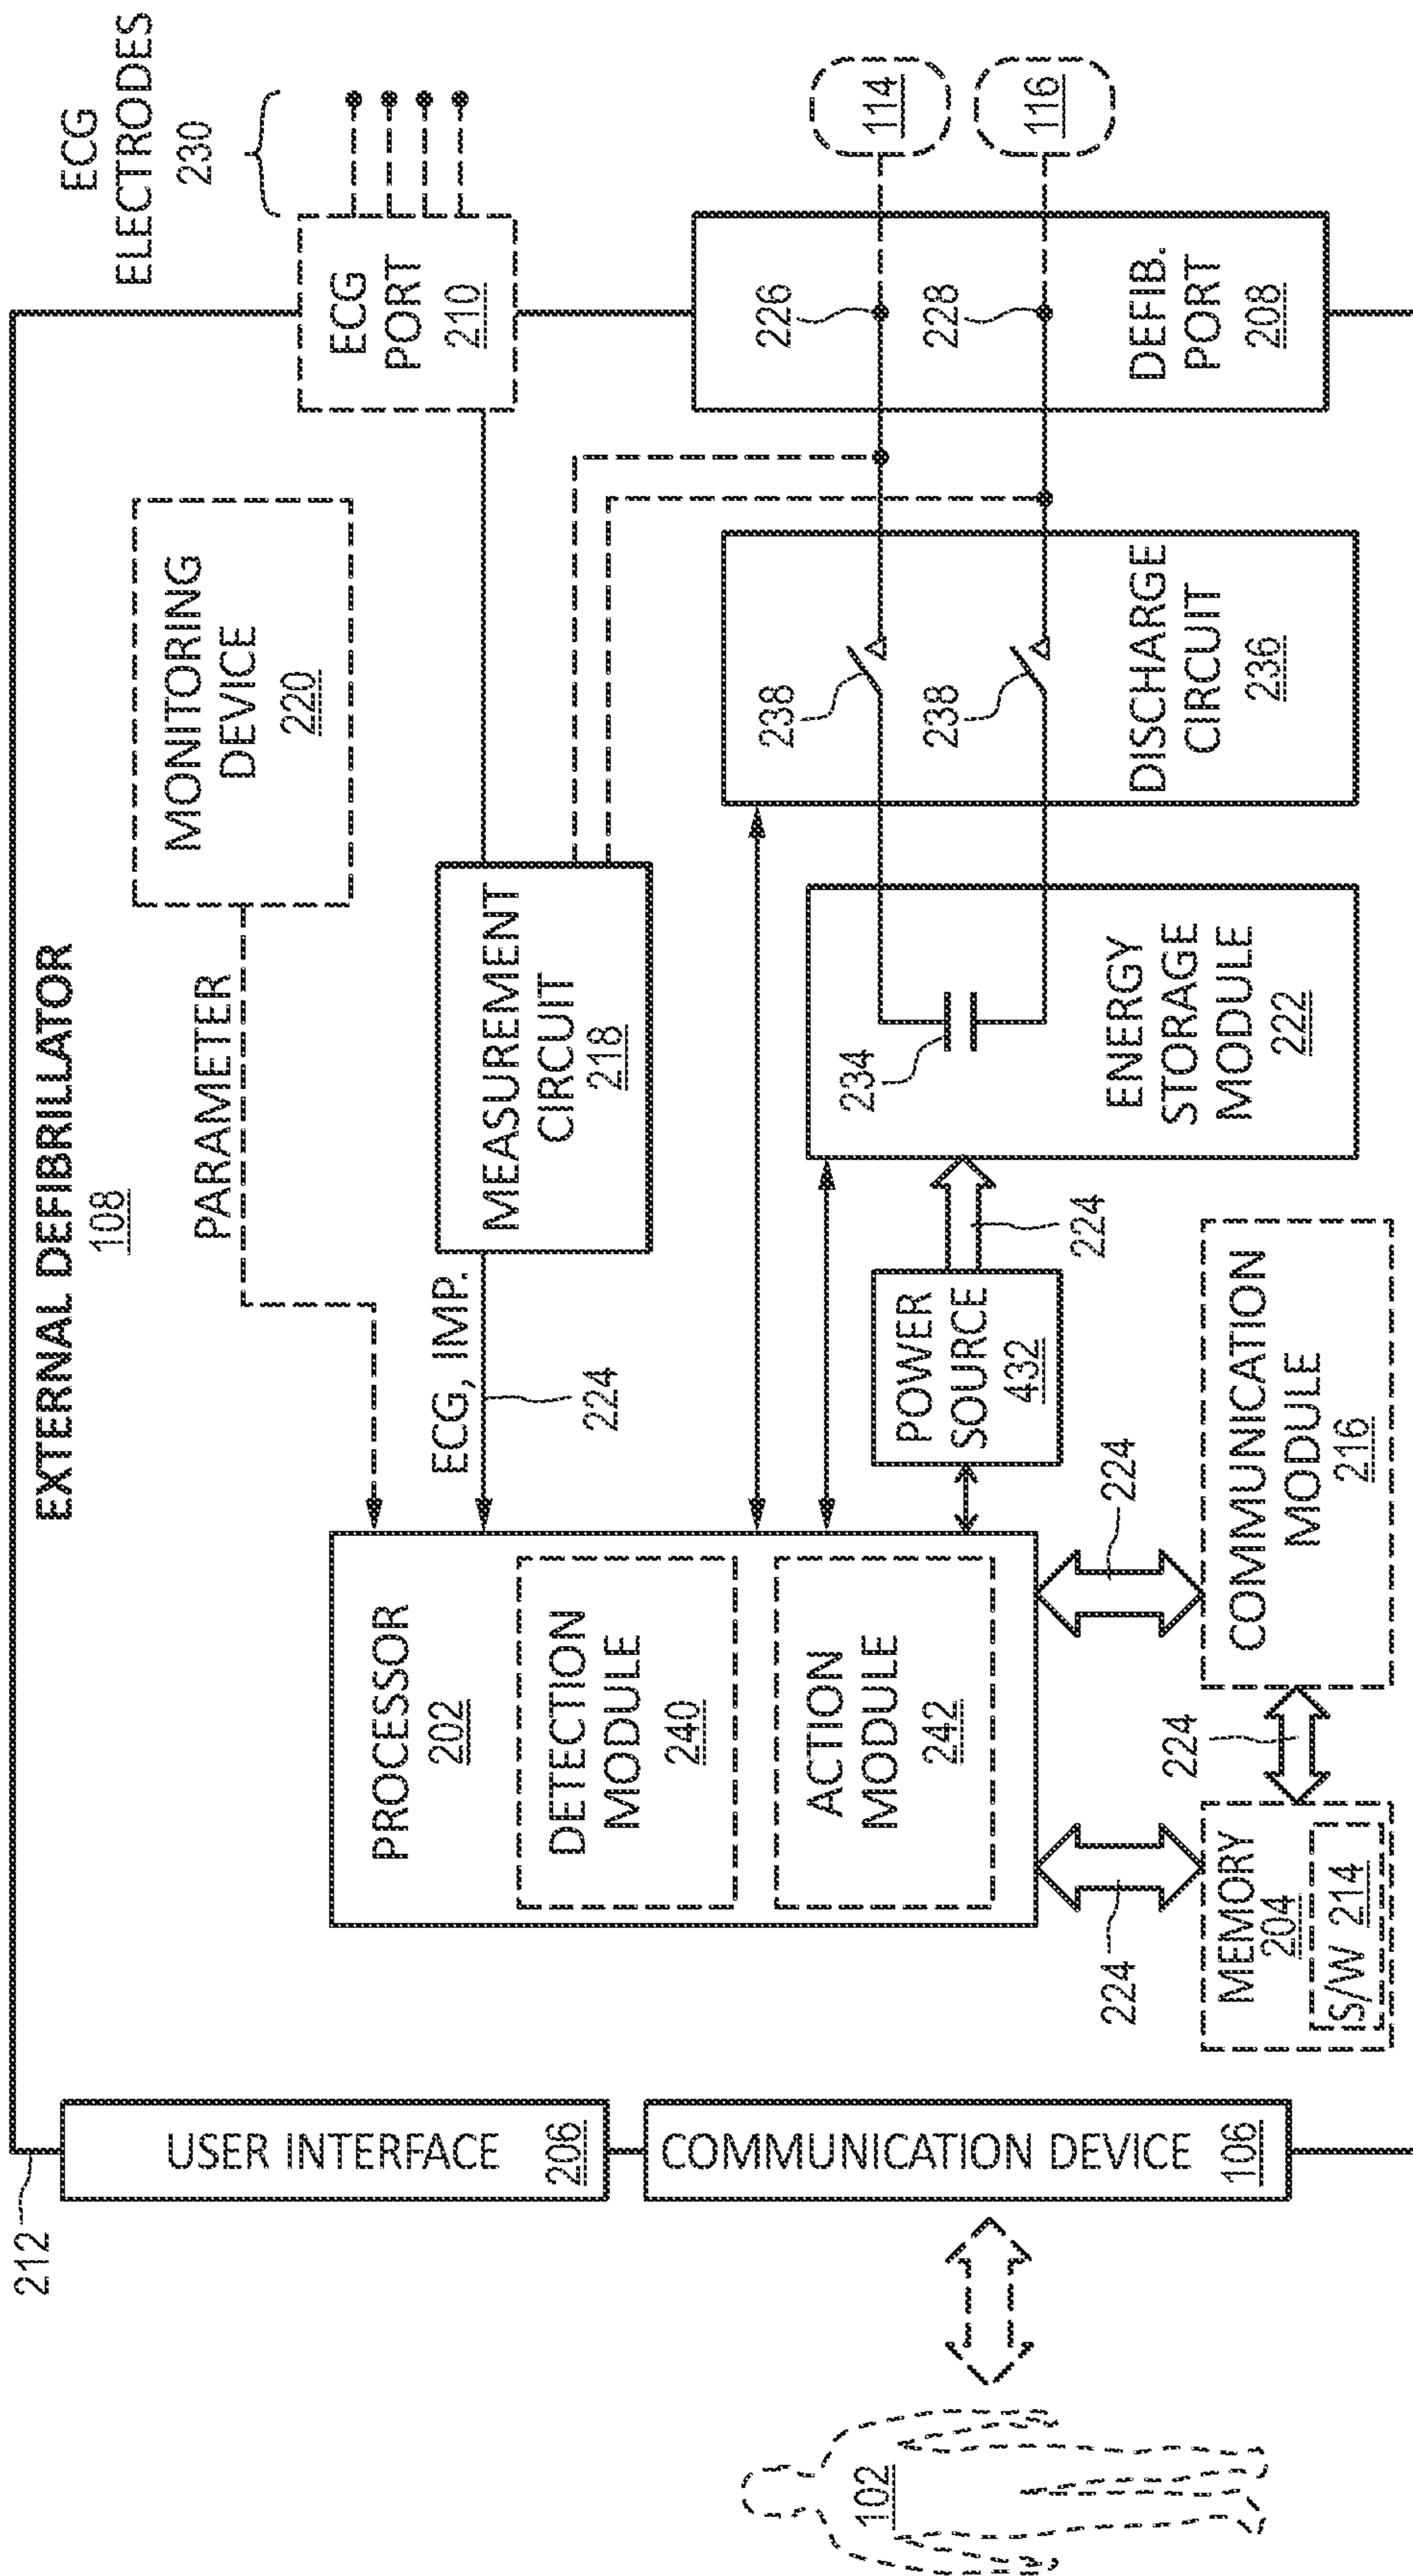 EXTERNAL DEFIBRILLATOR
108
212
USER INTERFACE
206
COMMUNICATION DEVICE
106
102
PROCESSOR
202
DETECTION
MODULE
240
ACTION
MODULE
242
224
MEMORY
204
S/W 214
224
224
COMMUNICATION
MODULE
216
PARAMETER
MONITORING
DEVICE
220
ECG, IMP.
224
MEASUREMENT
CIRCUIT
218
POWER
SOURCE
432
224
234
ENERGY
STORAGE
MODULE
222
238
238
DISCHARGE
CIRCUIT
236
ECG
PORT
210
ECG
ELECTRODES
230
226
228
DEFIB.
PORT
208
114
116